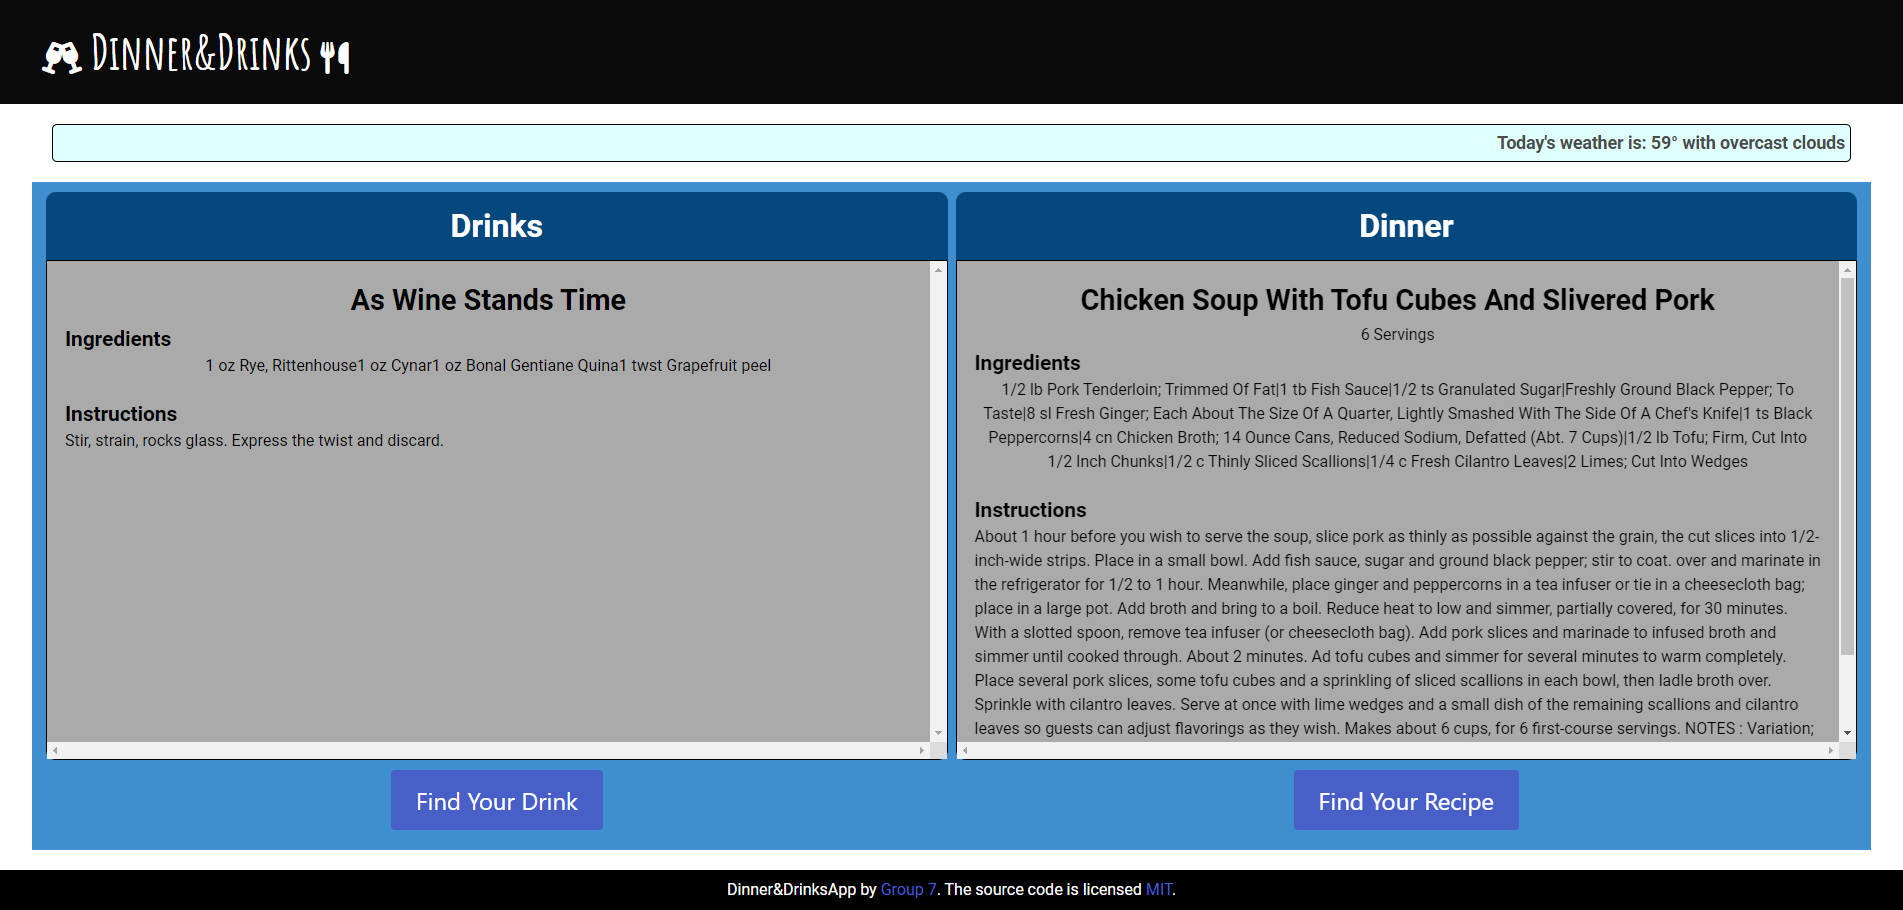 Dinner&Drinks
Today's weather is: 59° with overcast clouds
Drinks
As Wine Stands Time
Ingredients
1 oz Rye, Rittenhouse1 oz Cynar1 oz Bonal Gentiane Quina1 twst Grapefruit peel
Instructions
Stir, strain, rocks glass. Express the twist and discard.
Find Your Drink
Dinner
Chicken Soup With Tofu Cubes And Slivered Pork
6 Servings
Ingredients
1/2 lb Pork Tenderloin; Trimmed Of Fat|1 tb Fish Sauce|1/2 ts Granulated Sugar|Freshly Ground Black Pepper; To
Taste|8 sl Fresh Ginger; Each About The Size Of A Quarter, Lightly Smashed With The Side Of A Chef's Knife|1 ts Black
Peppercorns|4 cn Chicken Broth; 14 Ounce Cans, Reduced Sodium, Defatted (Abt. 7 Cups)|1/2 lb Tofu; Firm, Cut Into
1/2 Inch Chunks|1/2 c Thinly Sliced Scallions|1/4 c Fresh Cilantro Leaves|2 Limes; Cut Into Wedges
Instructions
About 1 hour before you wish to serve the soup, slice pork as thinly as possible against the grain, the cut slices into 1/2-
inch-wide strips. Place in a small bowl. Add fish sauce, sugar and ground black pepper; stir to coat. over and marinate in
the refrigerator for 1/2 to 1 hour. Meanwhile, place ginger and peppercorns in a tea infuser or tie in a cheesecloth bag;
place in a large pot. Add broth and bring to a boil. Reduce heat to low and simmer, partially covered, for 30 minutes.
With a slotted spoon, remove tea infuser (or cheesecloth bag). Add pork slices and marinade to infused broth and
simmer until cooked through. About 2 minutes. Ad tofu cubes and simmer for several minutes to warm completely.
Place several pork slices, some tofu cubes and a sprinkling of sliced scallions in each bowl, then ladle broth over.
Sprinkle with cilantro leaves. Serve at once with lime wedges and a small dish of the remaining scallions and cilantro
leaves so guests can adjust flavorings as they wish. Makes about 6 cups, for 6 first-course servings. NOTES : Variation;
Find Your Recipe
Dinner&DrinksApp by Group 7. The source code is licensed MIT.